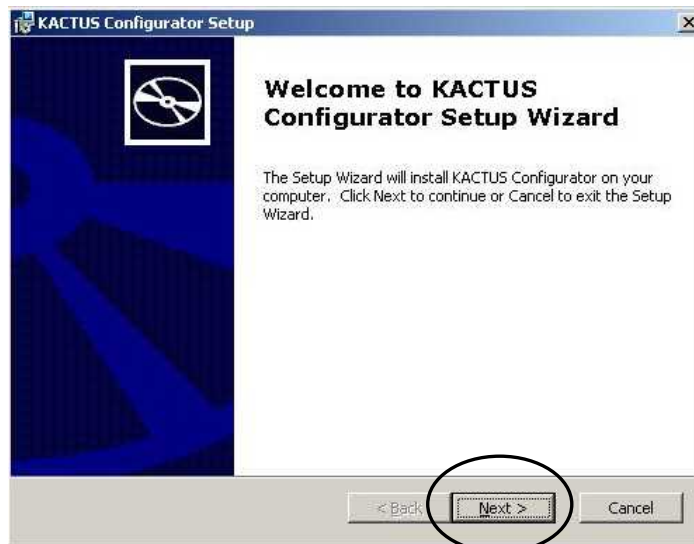 KACTUS Configurator Setup
Welcome to KACTUS
Configurator Setup Wizard
The Setup Wizard will install KACTUS Configurator on your
computer. Click Next to continue or Cancel to exit the Setup
Wizard.
< Back
Next >
Cancel